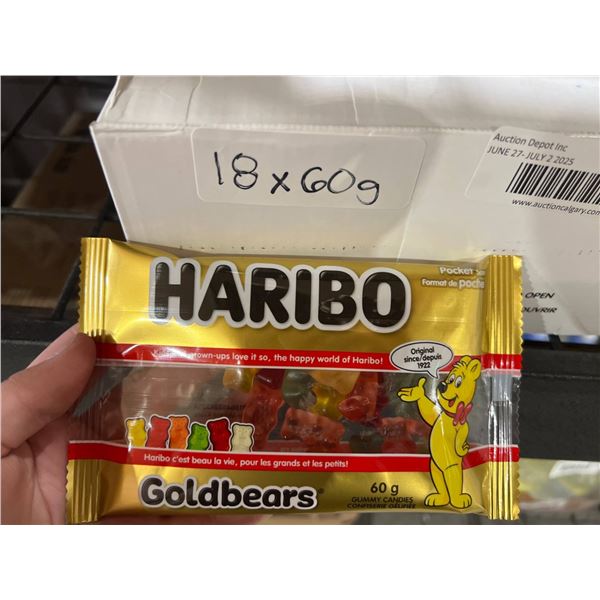 18 x 60g
Auction Depot Inc
JUNE 27- JULY 2 2025
www.auctioncalgary.com
OPEN
OUVRIR
HARIBO
Pocket
Format de poche
grown-ups love it so, the happy world of Haribo!
Original
since/depuis
1922
Haribo c'est beau la vie, pour les grands et les petits!
Goldbears
60 g
GUMMY CANDIES
CONFISERIE GÉLIFIÉE